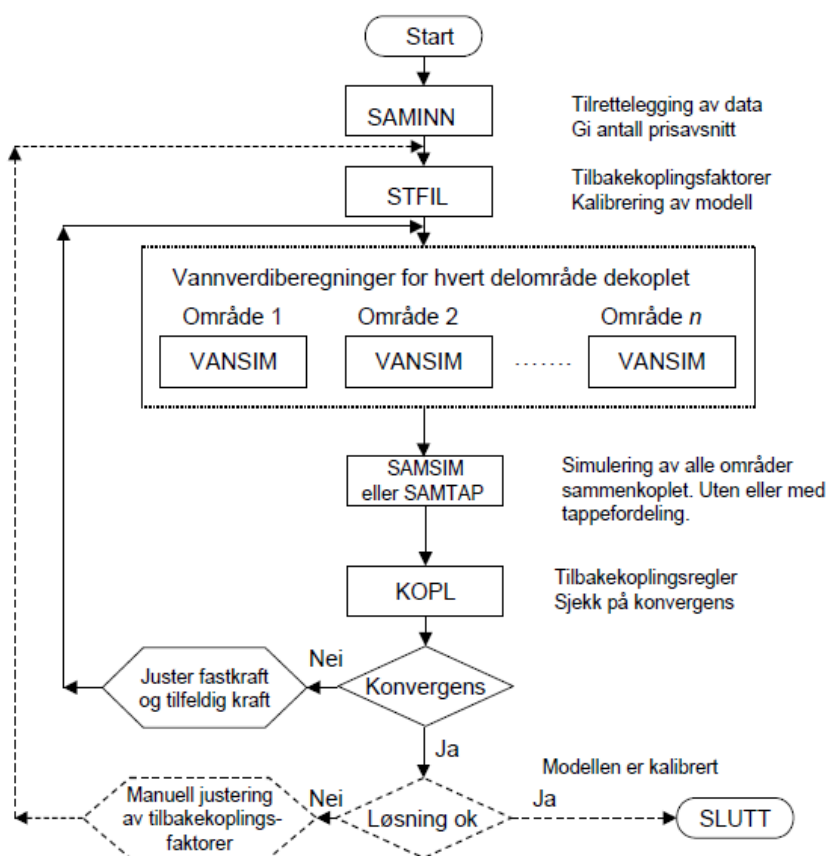 Start
SAMINN
Tilrettelegging av data
Gi antall prisavsnitt
STFIL
Tilbakekoplingsfaktorer
Kalibrering av modell
Vannverdiberegninger for hvert delområde dekoplet
Område 1
Område 2
Område n
VANSIM
VANSIM
.......
VANSIM
SAMSIM
eller SAMTAP
Simulering av alle områder
sammenkoplet. Uten eller med
tappefordeling.
KOPL
Tilbakekoplingsregler
Sjekk på konvergens
Juster fastkraft
og tilfeldig kraft
Nei
Konvergens
Ja
Manuell justering
av tilbakekoplings-
faktorer
Nei
Løsning ok
Modellen er kalibrert
Ja
SLUTT